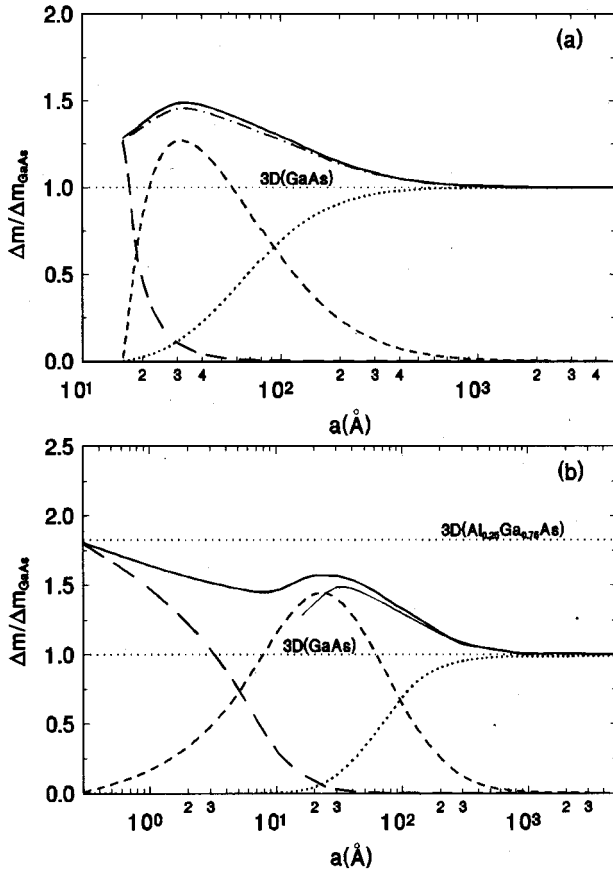 (a)
2.0
1.5
1.0
0.5
0.0
Δm/Δm_GaAs
3D(GaAs)
10¹ 2 3 4 10² 2 3 4 10³ 2 3 4
a(Å)
(b)
2.5
2.0
1.5
1.0
0.5
0.0
Δm/Δm_GaAs
3D(Al₀.₂₅Ga₀.₇₅As)
3D(GaAs)
10⁰ 2 3 10¹ 2 3 10² 2 3 10³ 2 3
a(Å)